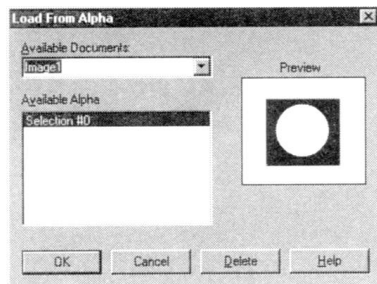 Load From Alpha
Available Documents:
Image1
Preview
Available Alpha
Selection #0
OK
Cancel
Delete
Help